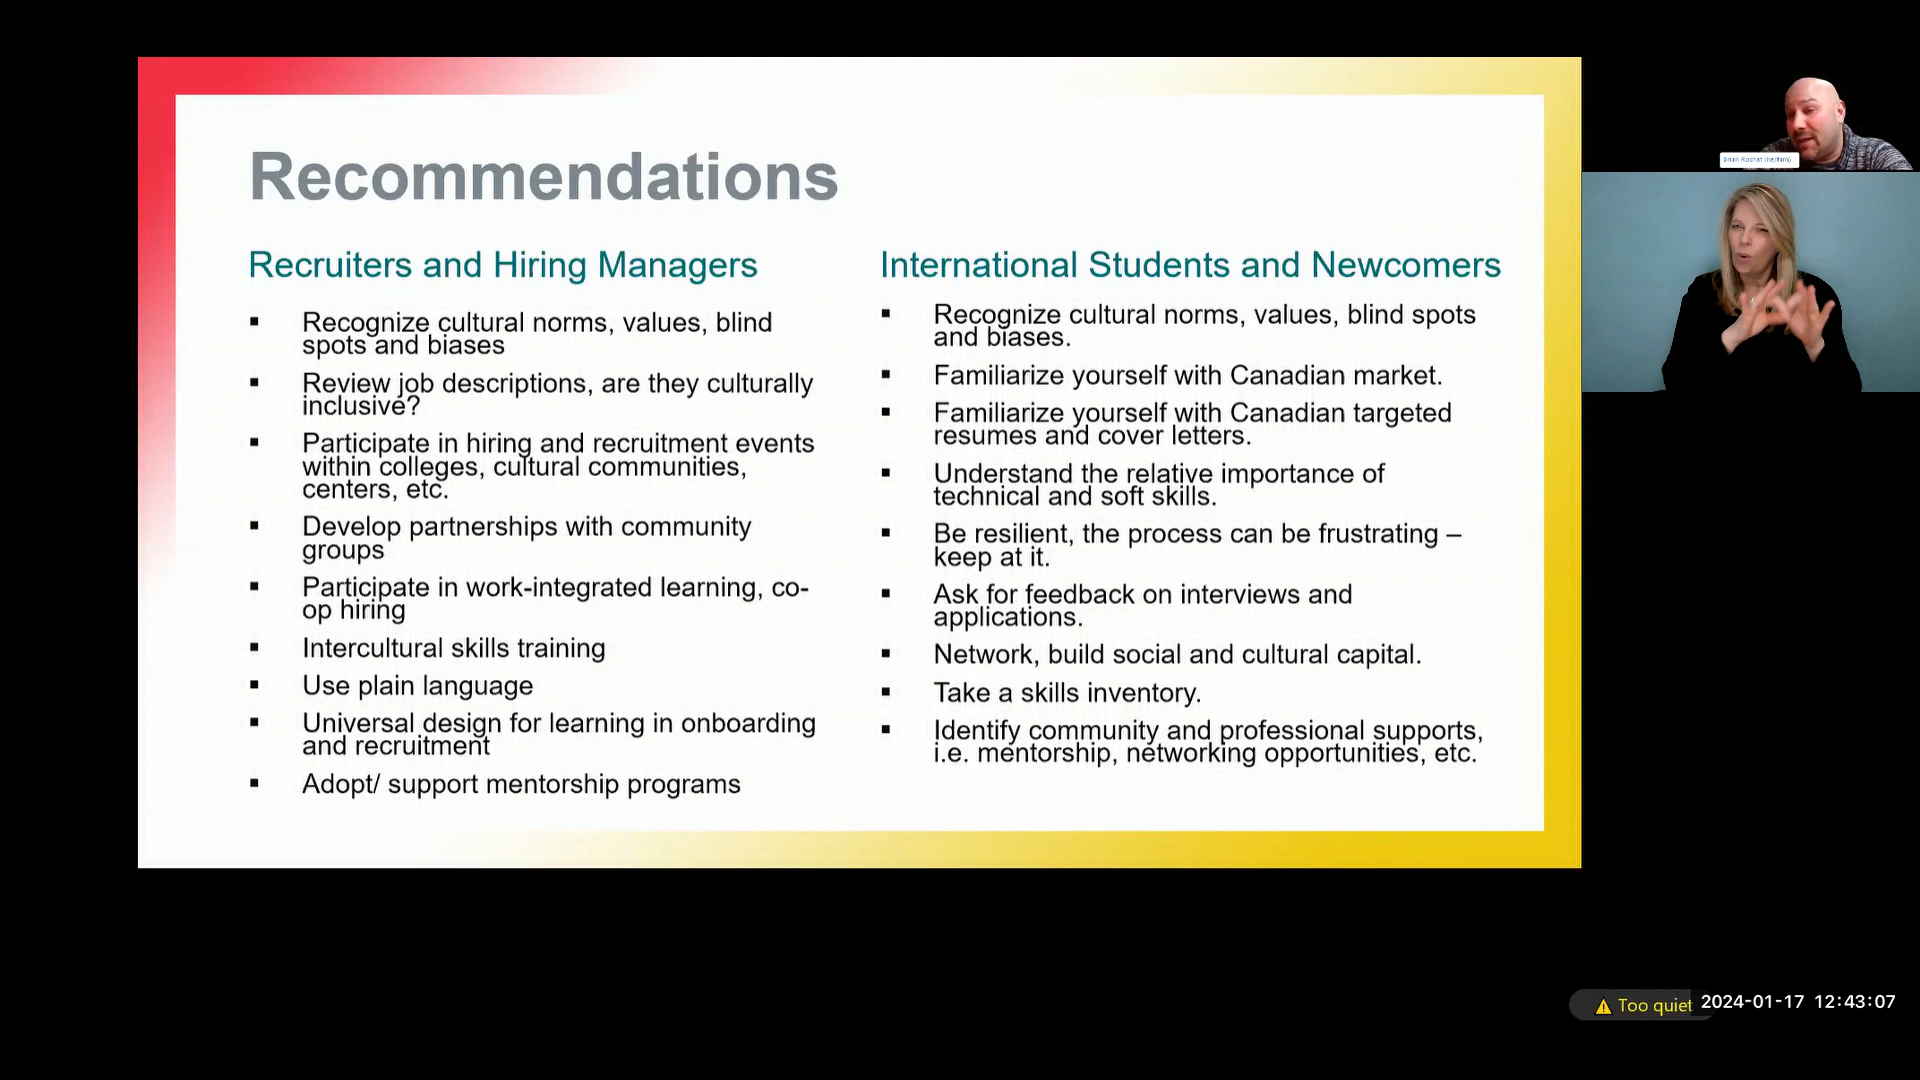 Recommendations
Recruiters and Hiring Managers
▪ Recognize cultural norms, values, blind
spots and biases
▪ Review job descriptions, are they culturally
inclusive?
▪ Participate in hiring and recruitment events
within colleges, cultural communities,
centers, etc.
▪ Develop partnerships with community
groups
▪ Participate in work-integrated learning, co-
op hiring
▪ Intercultural skills training
▪ Use plain language
▪ Universal design for learning in onboarding
and recruitment
▪ Adopt/ support mentorship programs
International Students and Newcomers
▪ Recognize cultural norms, values, blind spots
and biases.
▪ Familiarize yourself with Canadian market.
▪ Familiarize yourself with Canadian targeted
resumes and cover letters.
▪ Understand the relative importance of
technical and soft skills.
▪ Be resilient, the process can be frustrating –
keep at it.
▪ Ask for feedback on interviews and
applications.
▪ Network, build social and cultural capital.
▪ Take a skills inventory.
▪ Identify community and professional supports,
i.e. mentorship, networking opportunities, etc.
Brian Rochat (he/him)
Too quiet
2024-01-17 12:43:07